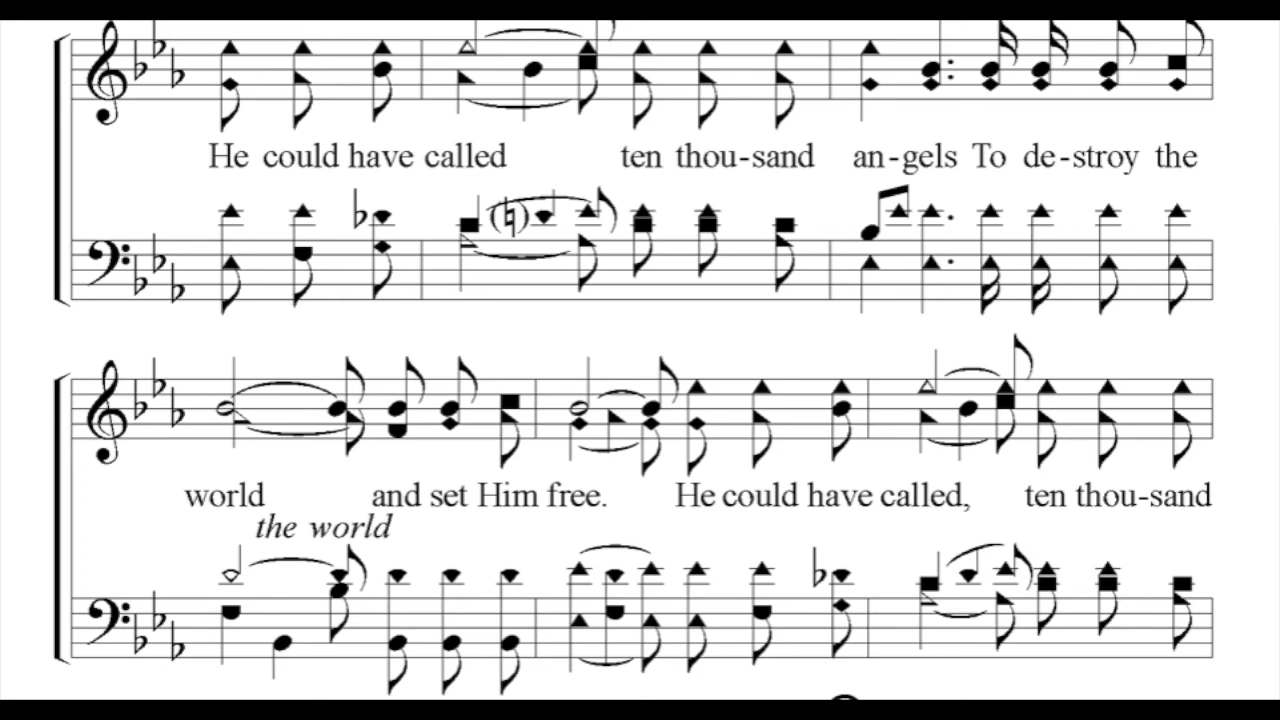 He could have called ten thou-sand an-gels To de-stroy the
world and set Him free. He could have called, ten thou-sand
the world